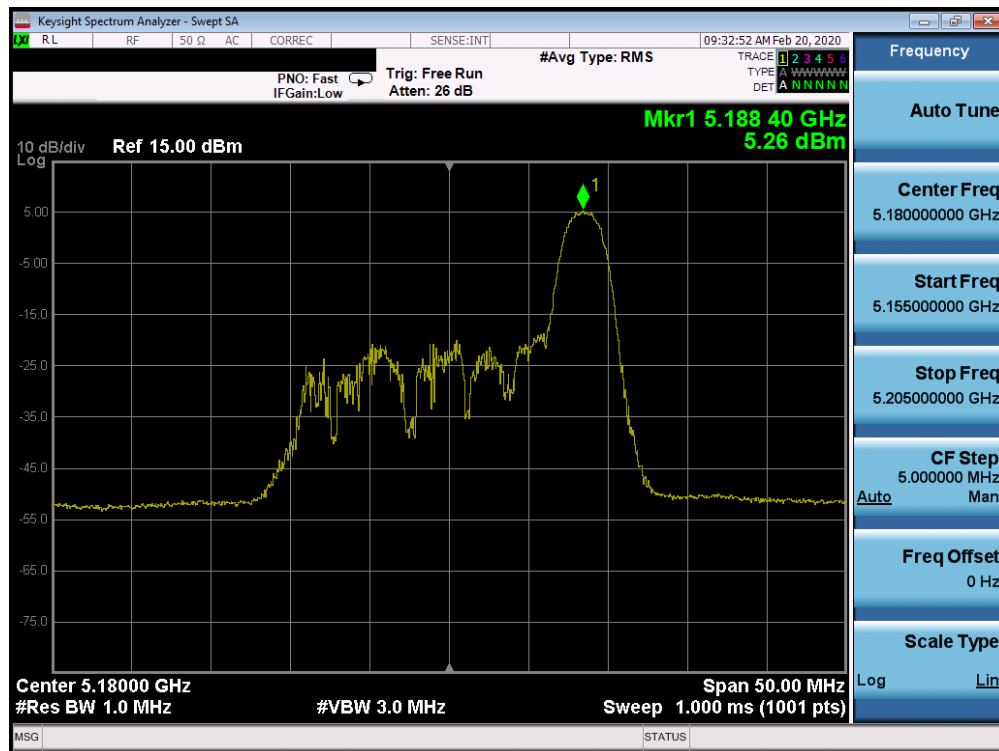 Keysight Spectrum Analyzer - Swept SA
LXI RL RF 50 Ω AC CORREC SENSE:INT 09:32:52 AM Feb 20, 2020
#Avg Type: RMS
TRACE 1 2 3 4 5 6
PNO: Fast Trig: Free Run
TYPE A WWWWW
IFGain:Low Atten: 26 dB
DET A N N N N N
Mkr1 5.188 40 GHz
5.26 dBm
10 dB/div Ref 15.00 dBm
Log
1
5.00
-5.00
-15.0
-25.0
-35.0
-45.0
-55.0
-65.0
-75.0
Center 5.18000 GHz Span 50.00 MHz
#Res BW 1.0 MHz #VBW 3.0 MHz Sweep 1.000 ms (1001 pts)
MSG STATUS
Frequency
Auto Tune
Center Freq
5.180000000 GHz
Start Freq
5.155000000 GHz
Stop Freq
5.205000000 GHz
CF Step
5.000000 MHz
Auto Man
Freq Offset
0 Hz
Scale Type
Log Lin